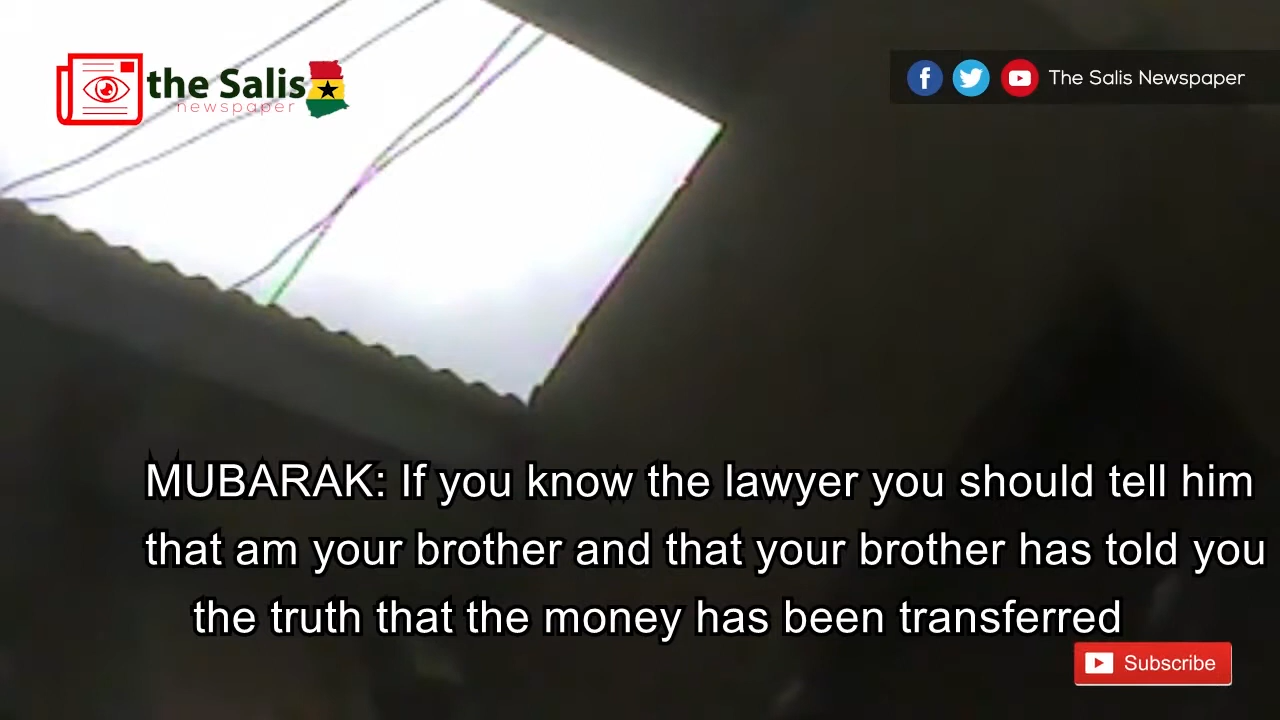 the Salis
newspaper
The Salis Newspaper
MUBARAK: If you know the lawyer you should tell him
that am your brother and that your brother has told you
the truth that the money has been transferred
Subscribe